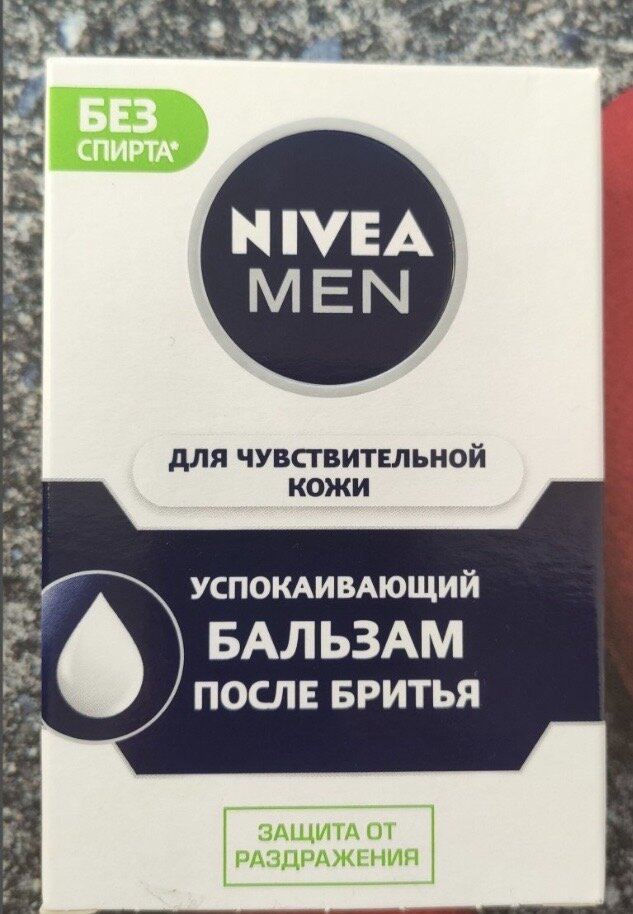 БЕЗ
СПИРТА*
NIVEA
MEN
ДЛЯ ЧУВСТВИТЕЛЬНОЙ
КОЖИ
УСПОКАИВАЮЩИЙ
БАЛЬЗАМ
ПОСЛЕ БРИТЬЯ
ЗАЩИТА ОТ
РАЗДРАЖЕНИЯ